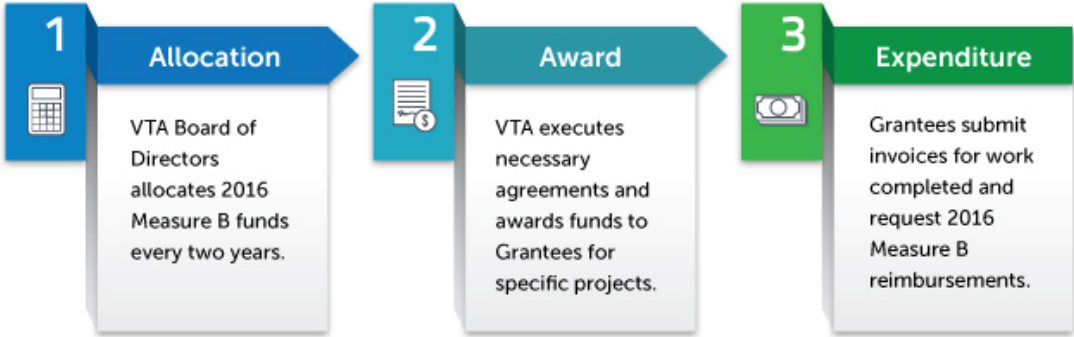 1
Allocation
VTA Board of
Directors
allocates 2016
Measure B funds
every two years.
2
Award
VTA executes
necessary
agreements and
awards funds to
Grantees for
specific projects.
3
Expenditure
Grantees submit
invoices for work
completed and
request 2016
Measure B
reimbursements.